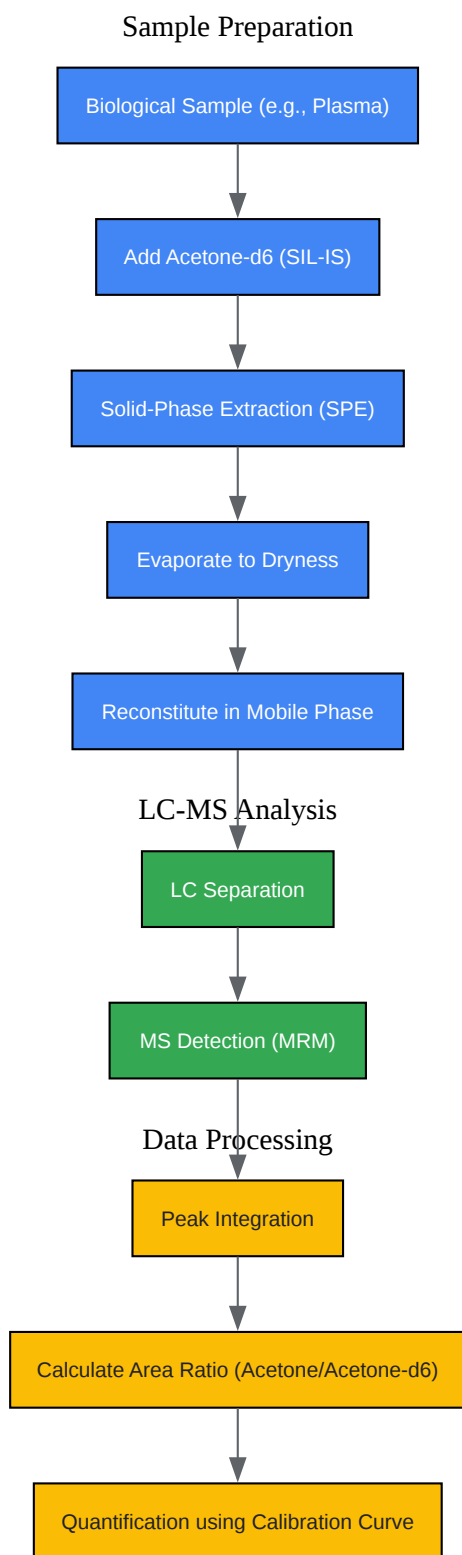 Sample Preparation
Biological Sample (e.g., Plasma)
Add Acetone-d6 (SIL-IS)
Solid-Phase Extraction (SPE)
Evaporate to Dryness
Reconstitute in Mobile Phase
LC-MS Analysis
LC Separation
MS Detection (MRM)
Data Processing
Peak Integration
Calculate Area Ratio (Acetone/Acetone-d6)
Quantification using Calibration Curve